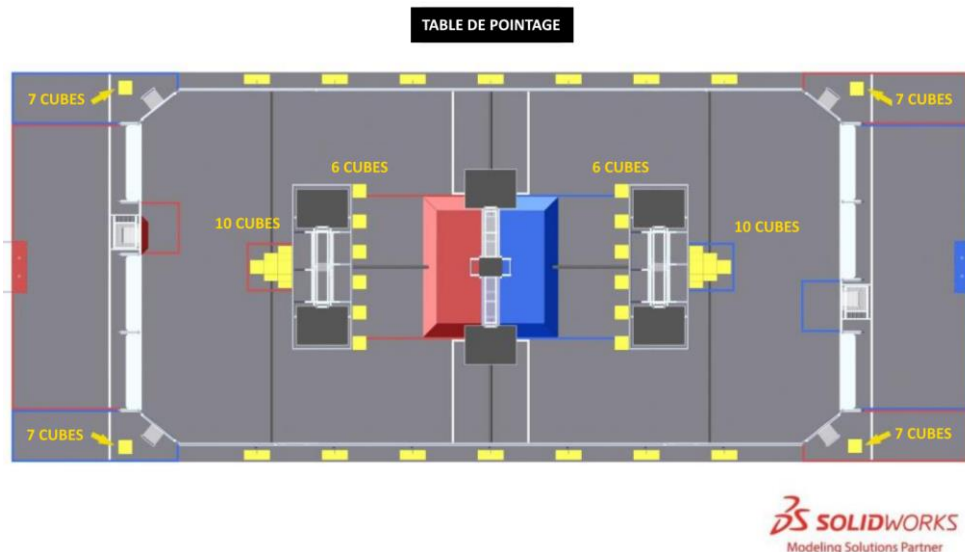 TABLE DE POINTAGE
7 CUBES
7 CUBES
6 CUBES
6 CUBES
10 CUBES
10 CUBES
7 CUBES
7 CUBES
SOLIDWORKS
Modeling Solutions Partner